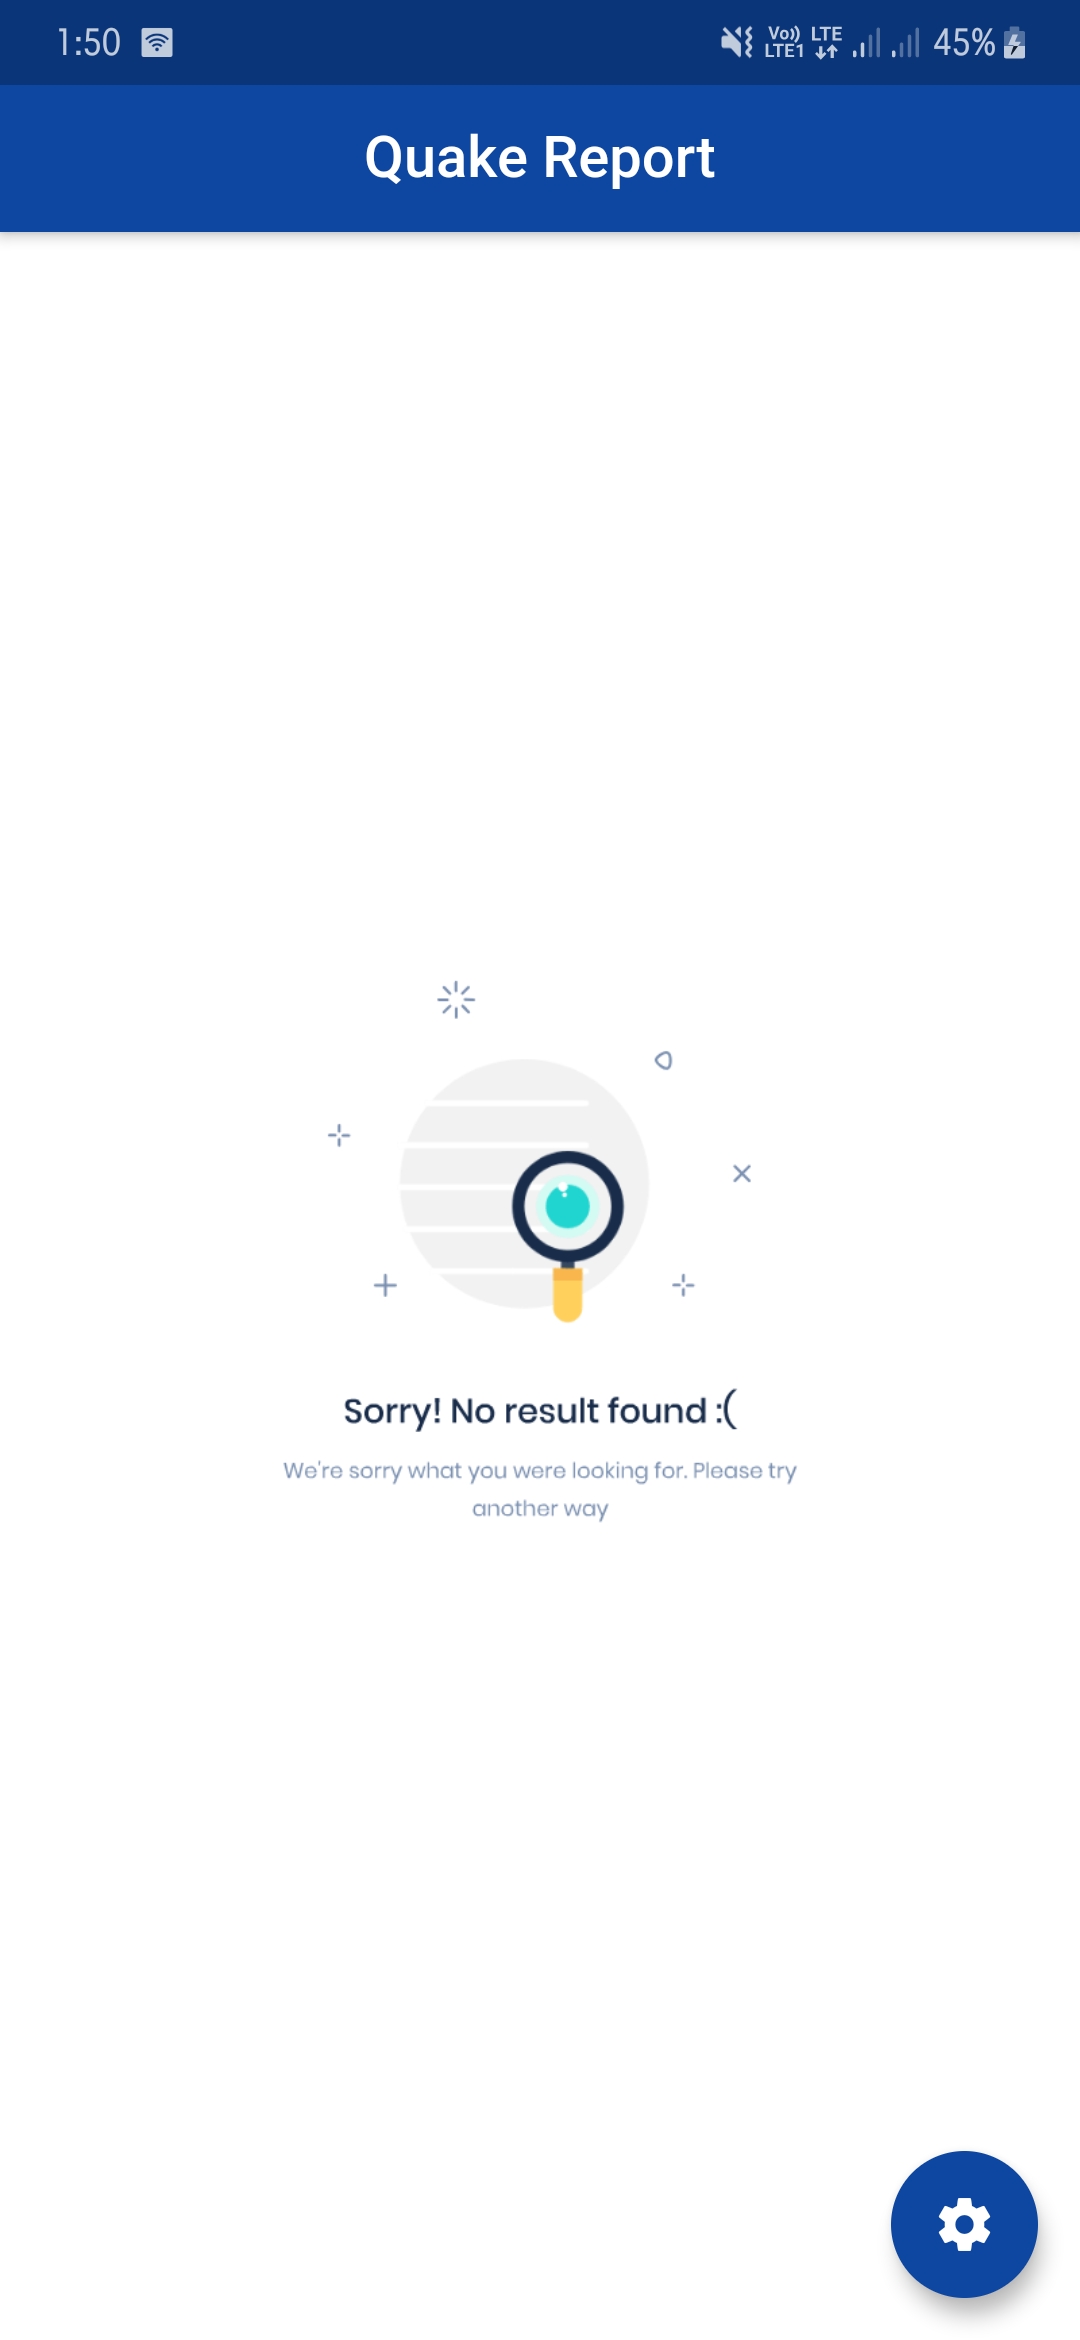 1:50 Vo)) LTE 45%
LTE1
Quake Report
Sorry! No result found :(
We're sorry what you were looking for. Please try
another way